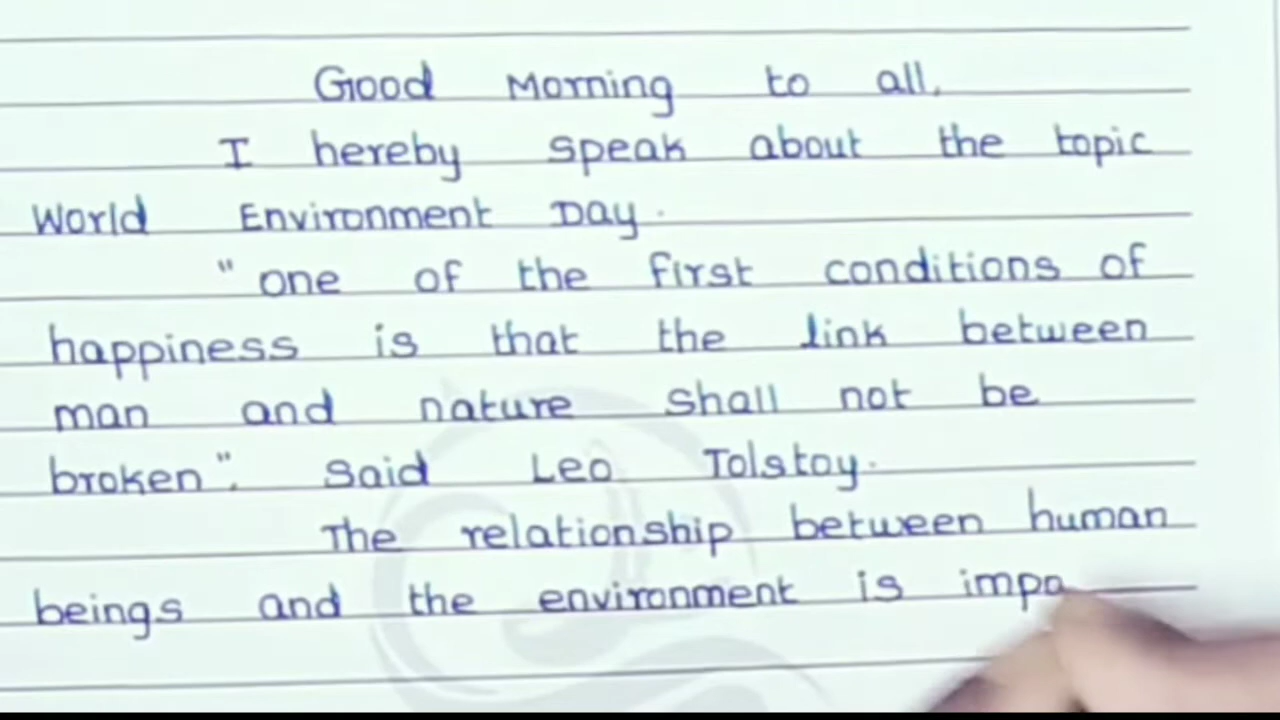 Good Morning to all,
I hereby speak about the topic
World Environment Day.
"one of the first conditions of
happiness is that the link between
man and nature shall not be
broken". Said Leo Tolstoy.
The relationship between human
beings and the environment is impo